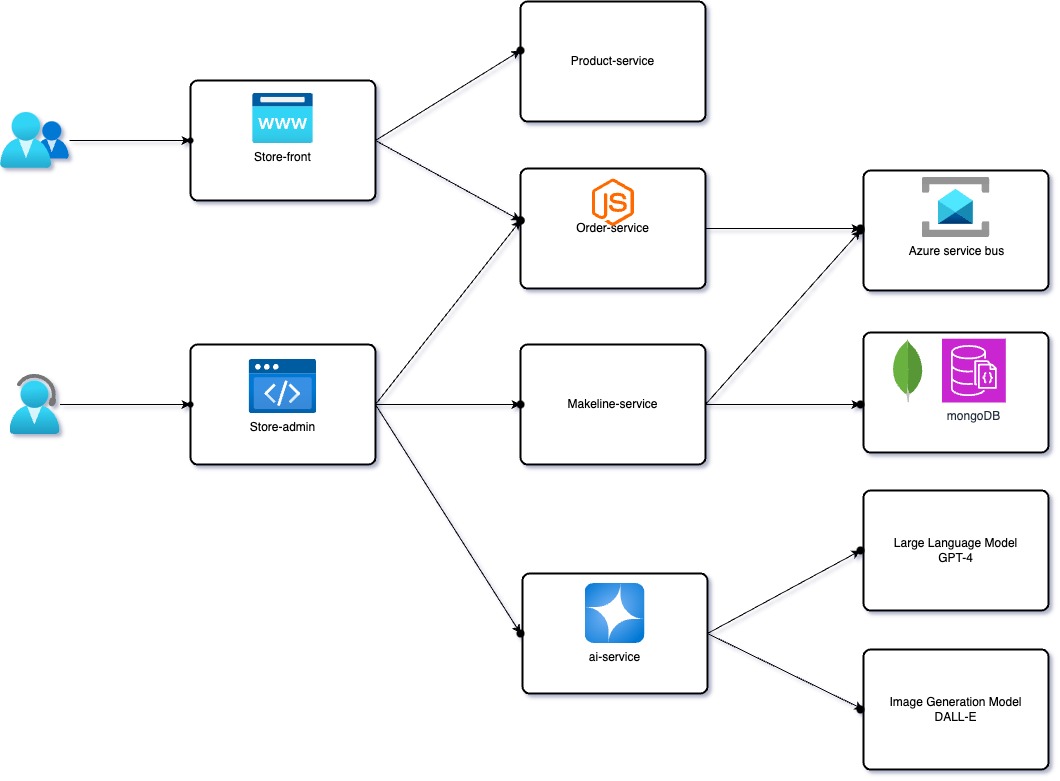 Product-service
WWW
Store-front
JS
Order-service
Azure service bus
</>
Store-admin
Makeline-service
{}
mongoDB
Large Language Model
GPT-4
ai-service
Image Generation Model
DALL-E